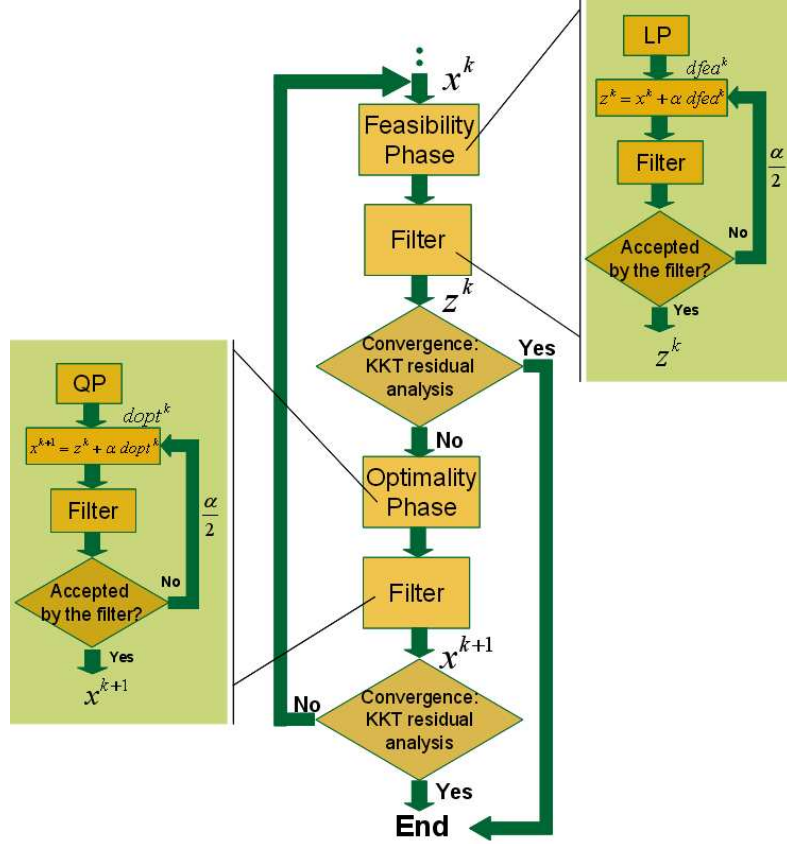 ⋮
x^k
Feasibility
Phase
Filter
z^k
Convergence:
KKT residual
analysis
Yes
No
Optimality
Phase
Filter
x^{k+1}
Convergence:
KKT residual
analysis
No
Yes
End
LP
dfea^k
z^k = x^k + α dfea^k
Filter
α/2
No
Accepted
by the filter?
Yes
z^k
QP
dopt^k
x^{k+1} = z^k + α dopt^k
Filter
α/2
No
Accepted
by the filter?
Yes
x^{k+1}